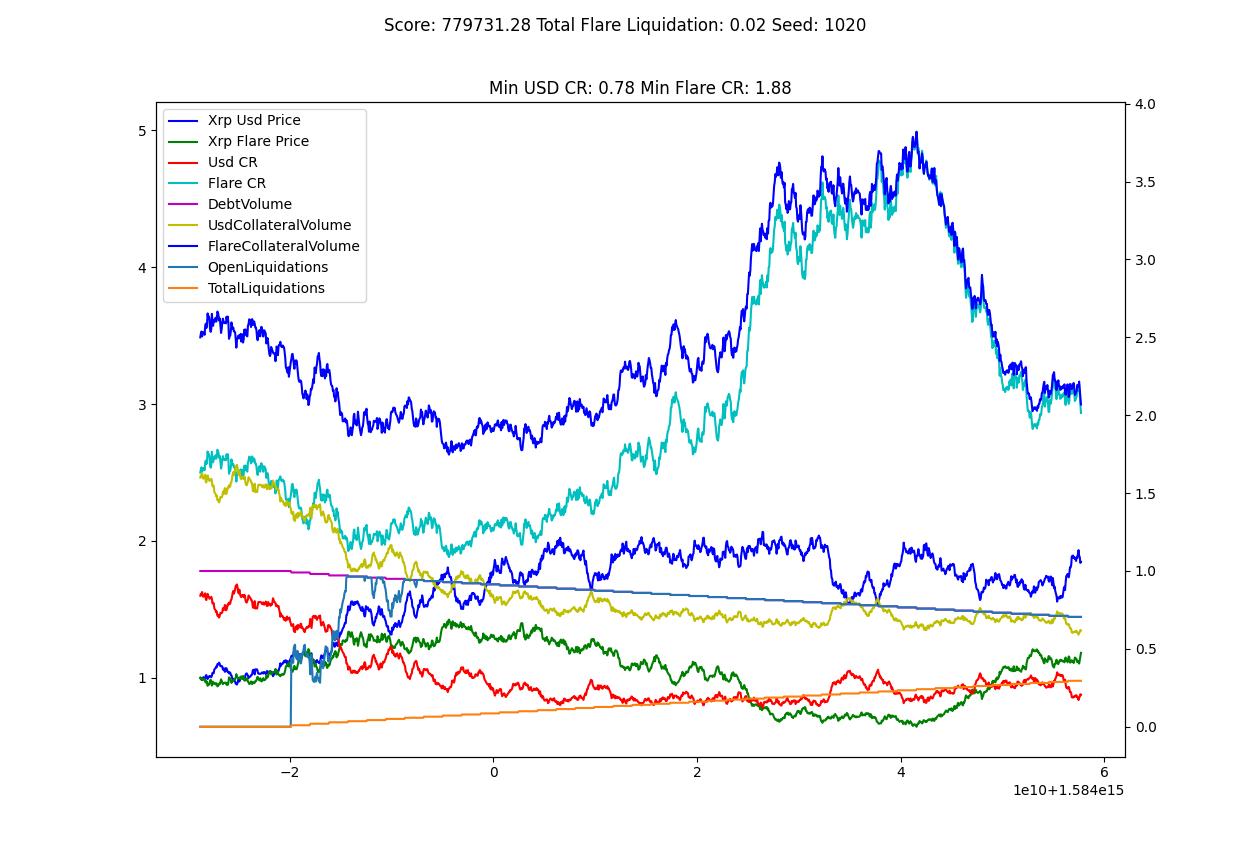 Score: 779731.28 Total Flare Liquidation: 0.02 Seed: 1020
Min USD CR: 0.78 Min Flare CR: 1.88
Xrp Usd Price
Xrp Flare Price
Usd CR
Flare CR
DebtVolume
UsdCollateralVolume
FlareCollateralVolume
OpenLiquidations
TotalLiquidations
5
4
3
2
1
4.0
3.5
3.0
2.5
2.0
1.5
1.0
0.5
0.0
−2 0 2 4 6
1e10+1.584e15